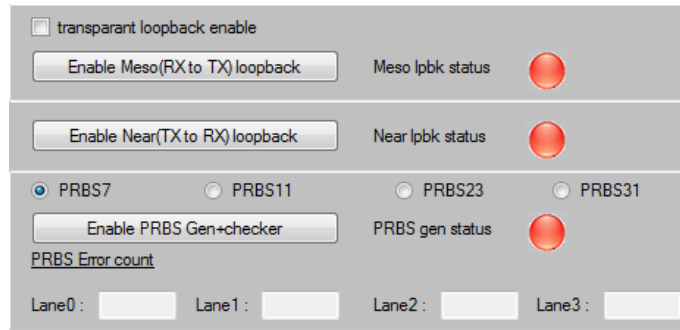 transparant loopback enable
Enable Meso(RX to TX) loopback Meso lpbk status
Enable Near(TX to RX) loopback Near lpbk status
PRBS7 PRBS11 PRBS23 PRBS31
Enable PRBS Gen+checker PRBS gen status
PRBS Error count
Lane0 : Lane1 : Lane2 : Lane3 :